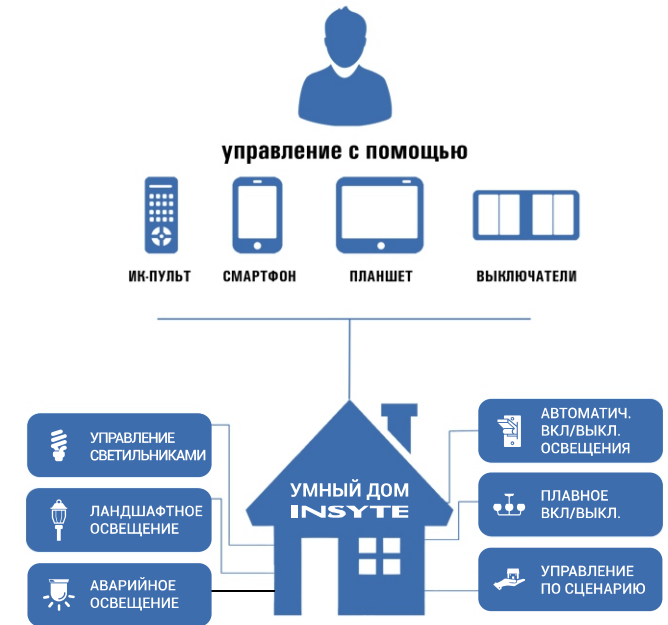 управление с помощью
ИК-ПУЛЬТ
СМАРТФОН
ПЛАНШЕТ
ВЫКЛЮЧАТЕЛИ
УПРАВЛЕНИЕ
СВЕТИЛЬНИКАМИ
ЛАНДШАФТНОЕ
ОСВЕЩЕНИЕ
АВАРИЙНОЕ
ОСВЕЩЕНИЕ
УМНЫЙ ДОМ
INSYTE
АВТОМАТИЧ.
ВКЛ/ВЫКЛ.
ОСВЕЩЕНИЯ
ПЛАВНОЕ
ВКЛ/ВЫКЛ.
УПРАВЛЕНИЕ
ПО СЦЕНАРИЮ